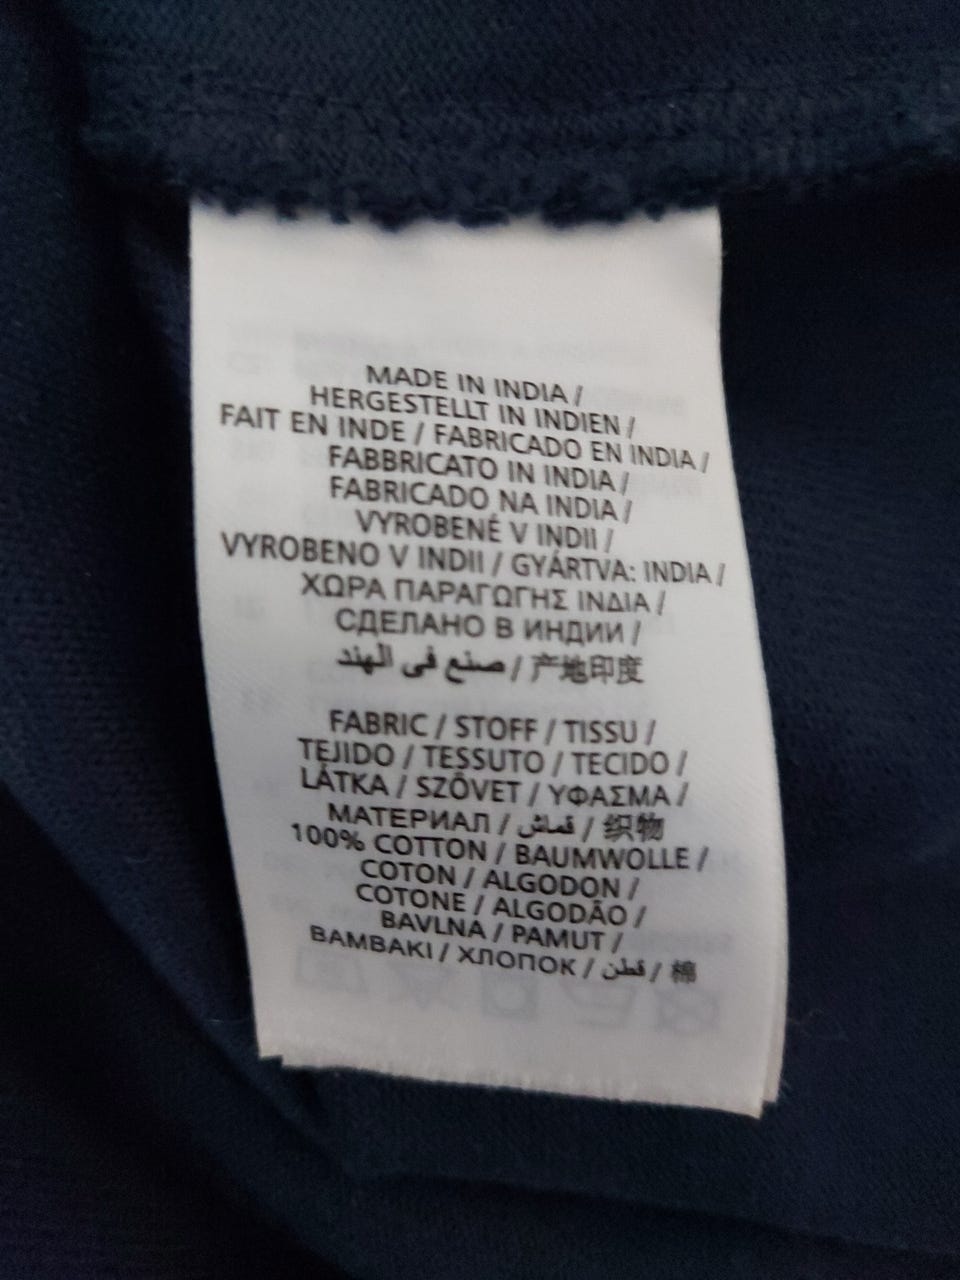 MADE IN INDIA /
HERGESTELLT IN INDIEN /
FAIT EN INDE / FABRICADO EN INDIA /
FABBRICATO IN INDIA /
FABRICADO NA INDIA /
VYROBENÉ V INDII /
VYROBENO V INDII / GYÁRTVA: INDIA /
ΧΩΡΑ ΠΑΡΑΓΩΓΗΣ ΙΝΔΙΑ /
СДЕЛАНО В ИНДИИ /
صنع في الهند / 产地印度
FABRIC / STOFF / TISSU /
TEJIDO / TESSUTO / TECIDO /
LÁTKA / SZÖVET / ΥΦΑΣΜΑ /
МАТЕРИАЛ / قماش / 织物
100% COTTON / BAUMWOLLE /
COTON / ALGODON /
COTONE / ALGODÃO /
BAVLNA / PAMUT /
BAMBAKI / ХЛОПОК / قطن / 棉